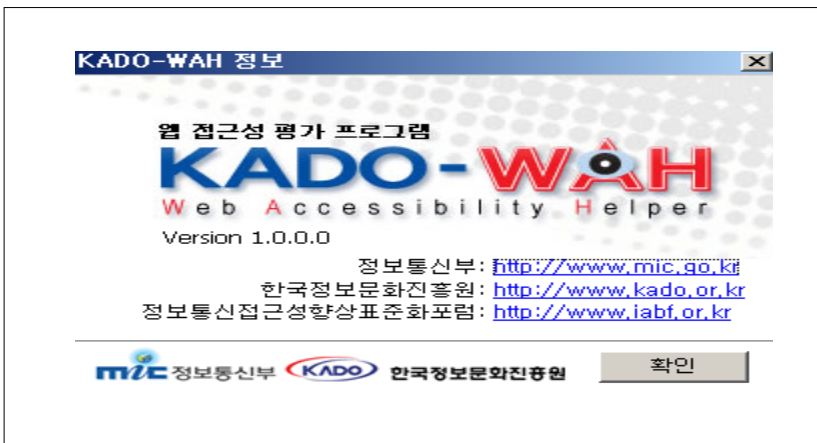 KADO-WAH 정보
웹 접근성 평가 프로그램
KADO-WAH
Web Accessibility Helper
Version 1.0.0.0
정보통신부: http://www.mic.go.kr
한국정보문화진흥원: http://www.kado.or.kr
정보통신접근성향상표준화포럼: http://www.iabf.or.kr
mic 정보통신부 KADO 한국정보문화진흥원 확인